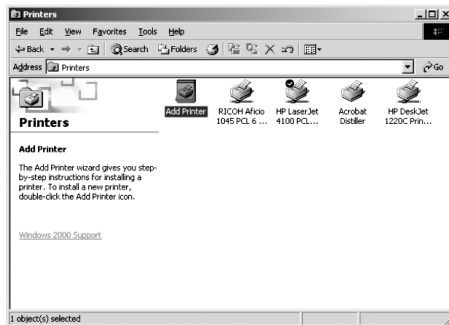 Printers
File Edit View Favorites Tools Help
Back Search Folders
Address Printers Go
Printers
Add Printer
The Add Printer wizard gives you step-
by-step instructions for installing a
printer. To install a new printer,
double-click the Add Printer icon.
Windows 2000 Support
Add Printer
RICOH Aficio
1045 PCL 6 ...
HP LaserJet
4100 PCL...
Acrobat
Distiller
HP DeskJet
1220C Prin...
1 object(s) selected